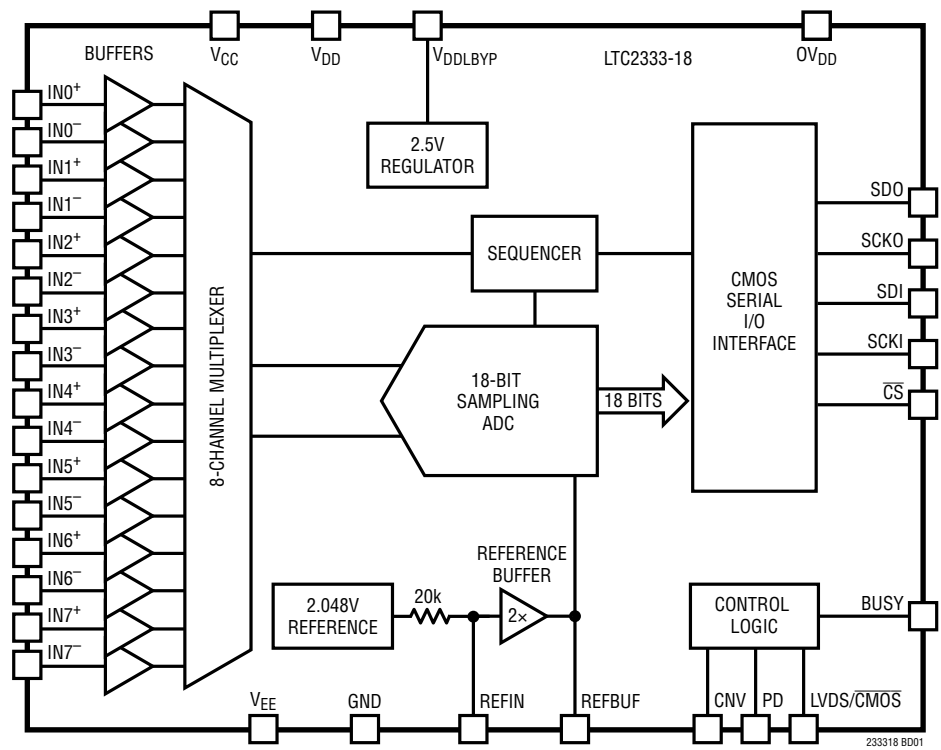 BUFFERS
VCC
VDD
VDDLBYP
LTC2333-18
OVDD
IN0+
IN0−
IN1+
IN1−
IN2+
IN2−
IN3+
IN3−
IN4+
IN4−
IN5+
IN5−
IN6+
IN6−
IN7+
IN7−
8-CHANNEL MULTIPLEXER
2.5V
REGULATOR
SEQUENCER
18-BIT
SAMPLING
ADC
18 BITS
CMOS
SERIAL
I/O
INTERFACE
SDO
SCKO
SDI
SCKI
CS
REFERENCE
BUFFER
2.048V
REFERENCE
20k
2×
CONTROL
LOGIC
BUSY
VEE
GND
REFIN
REFBUF
CNV
PD
LVDS/CMOS
233318 BD01